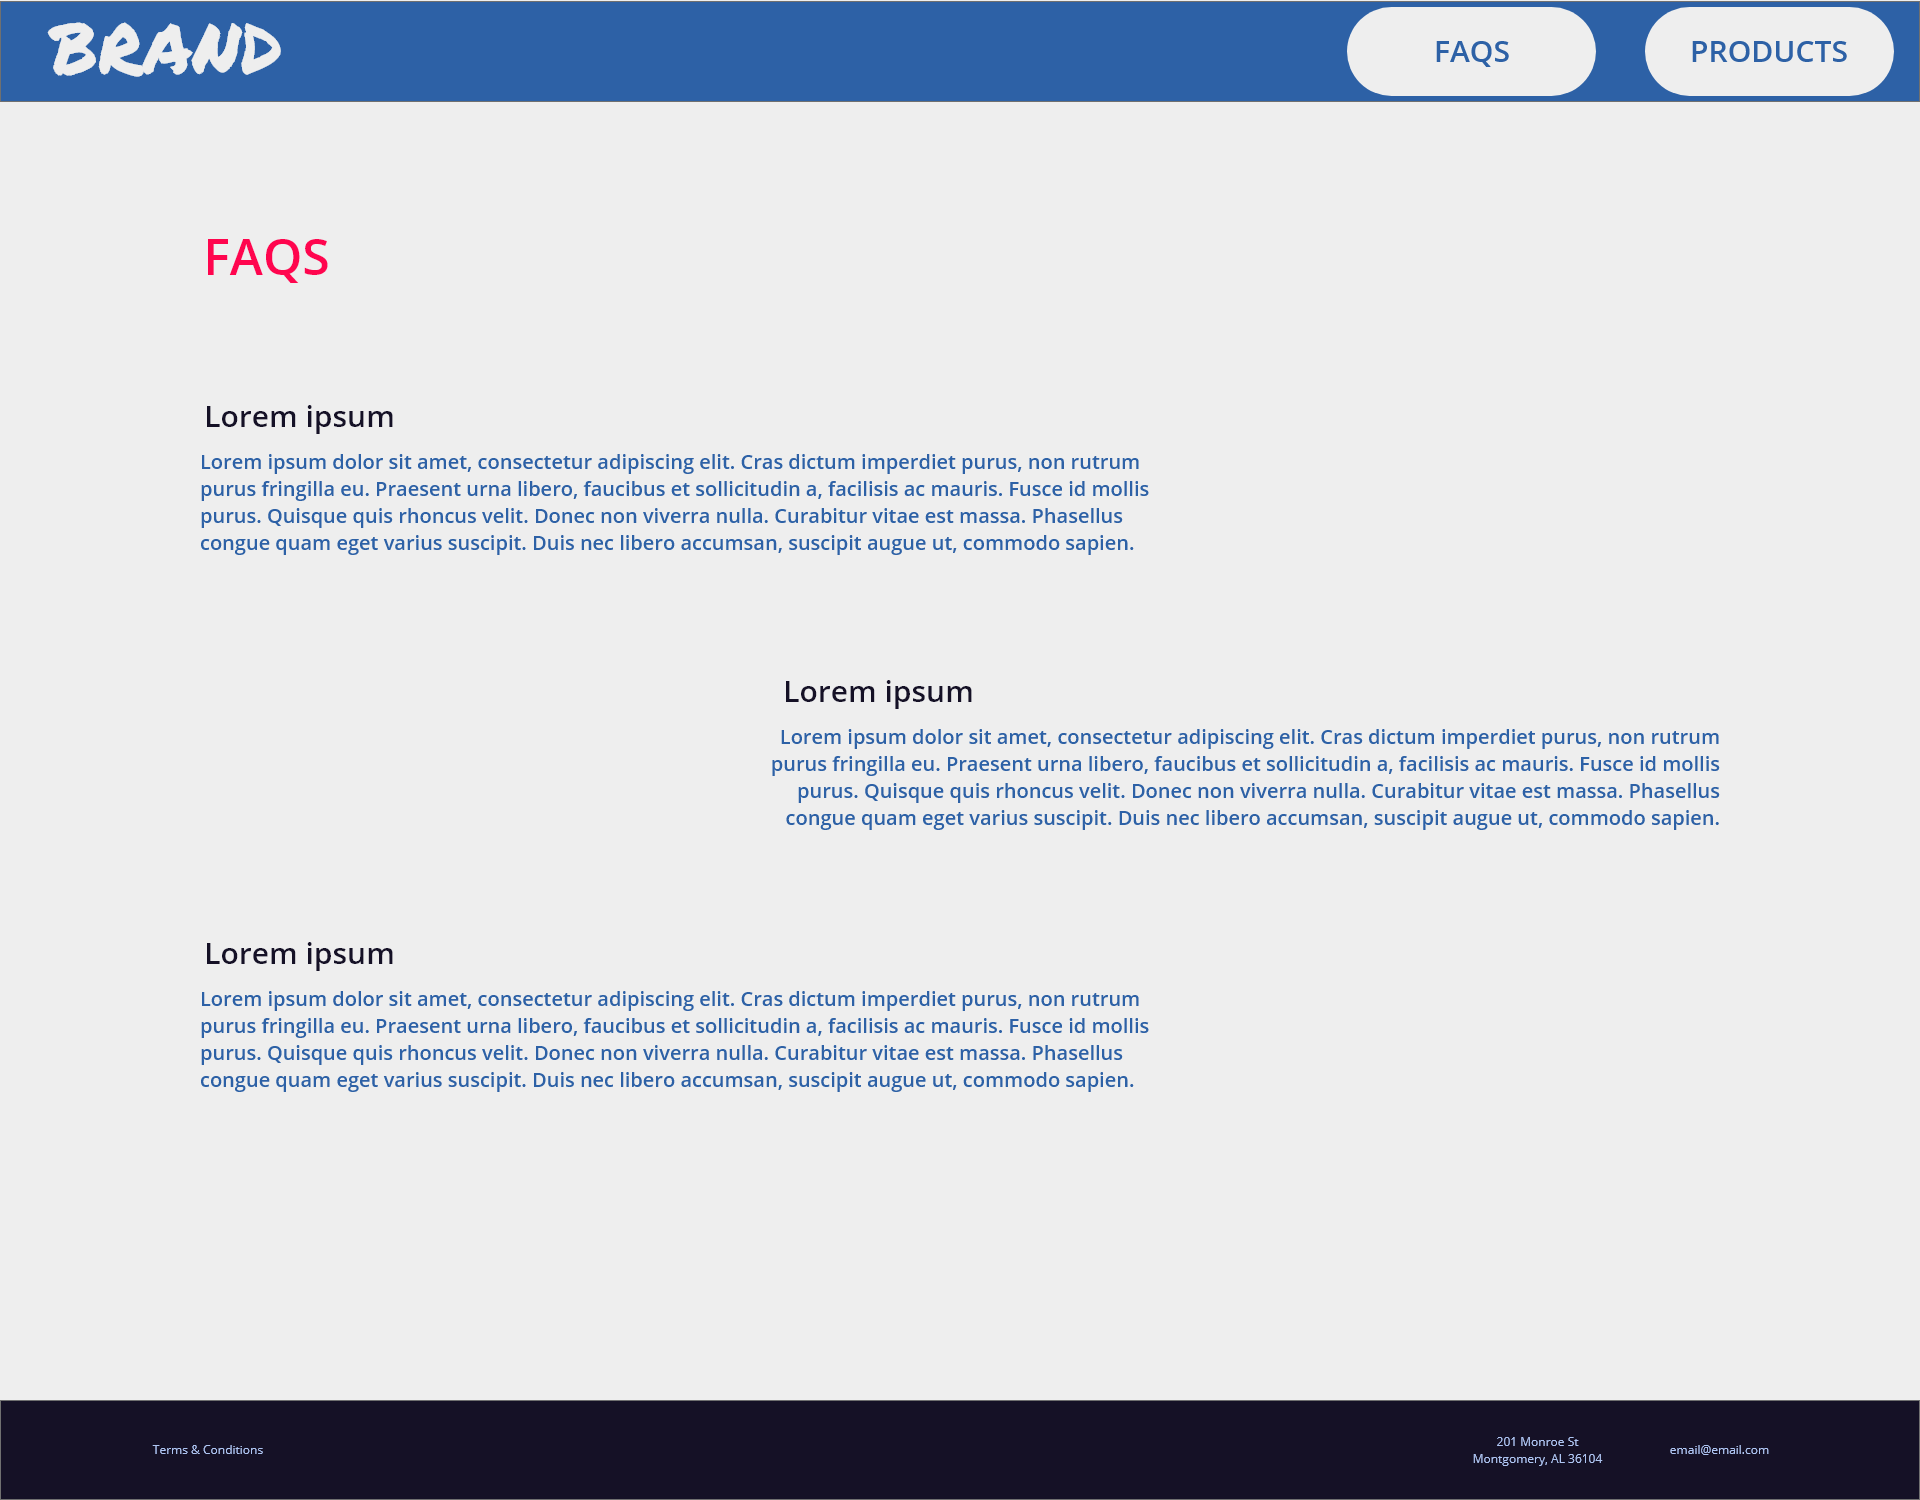 BRAND
FAQS
PRODUCTS
FAQS
Lorem ipsum
Lorem ipsum dolor sit amet, consectetur adipiscing elit. Cras dictum imperdiet purus, non rutrum
purus fringilla eu. Praesent urna libero, faucibus et sollicitudin a, facilisis ac mauris. Fusce id mollis
purus. Quisque quis rhoncus velit. Donec non viverra nulla. Curabitur vitae est massa. Phasellus
congue quam eget varius suscipit. Duis nec libero accumsan, suscipit augue ut, commodo sapien.
Lorem ipsum
Lorem ipsum dolor sit amet, consectetur adipiscing elit. Cras dictum imperdiet purus, non rutrum
purus fringilla eu. Praesent urna libero, faucibus et sollicitudin a, facilisis ac mauris. Fusce id mollis
purus. Quisque quis rhoncus velit. Donec non viverra nulla. Curabitur vitae est massa. Phasellus
congue quam eget varius suscipit. Duis nec libero accumsan, suscipit augue ut, commodo sapien.
Lorem ipsum
Lorem ipsum dolor sit amet, consectetur adipiscing elit. Cras dictum imperdiet purus, non rutrum
purus fringilla eu. Praesent urna libero, faucibus et sollicitudin a, facilisis ac mauris. Fusce id mollis
purus. Quisque quis rhoncus velit. Donec non viverra nulla. Curabitur vitae est massa. Phasellus
congue quam eget varius suscipit. Duis nec libero accumsan, suscipit augue ut, commodo sapien.
Terms & Conditions
201 Monroe St
Montgomery, AL 36104
email@email.com